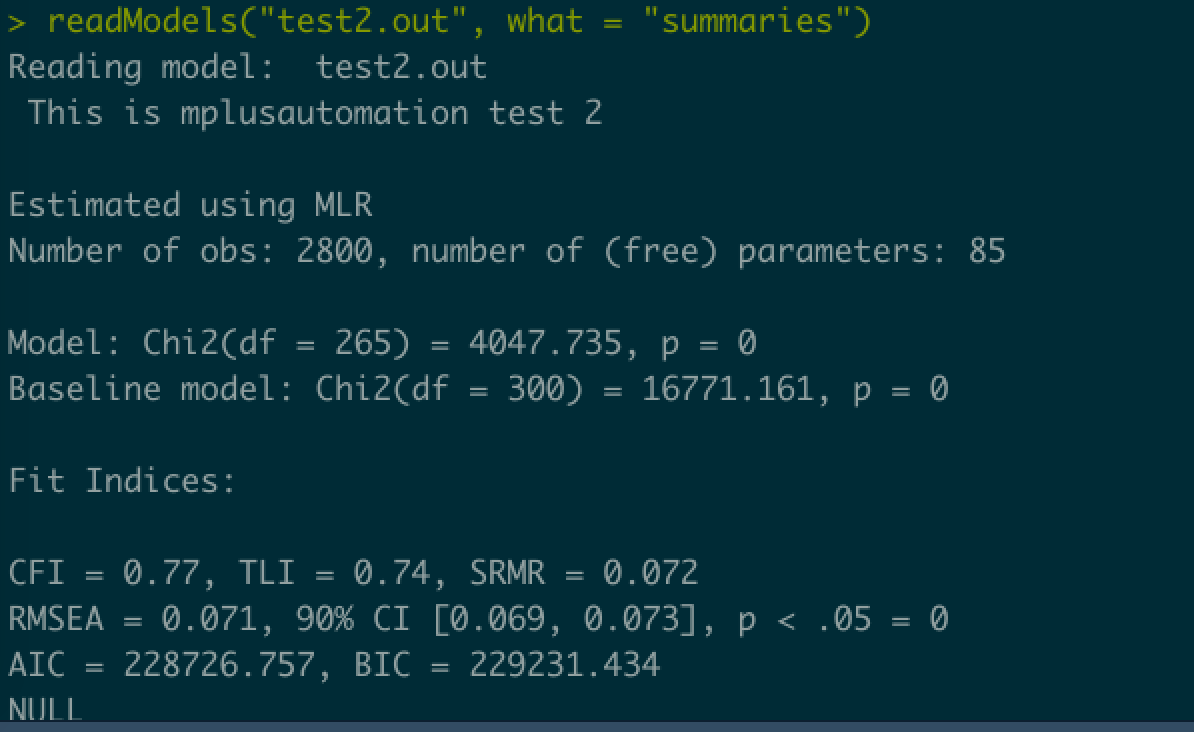 > readModels("test2.out", what = "summaries")
Reading model:  test2.out
 This is mplusautomation test 2
Estimated using MLR
Number of obs: 2800, number of (free) parameters: 85
Model: Chi2(df = 265) = 4047.735, p = 0
Baseline model: Chi2(df = 300) = 16771.161, p = 0
Fit Indices:
CFI = 0.77, TLI = 0.74, SRMR = 0.072
RMSEA = 0.071, 90% CI [0.069, 0.073], p < .05 = 0
AIC = 228726.757, BIC = 229231.434
NULL